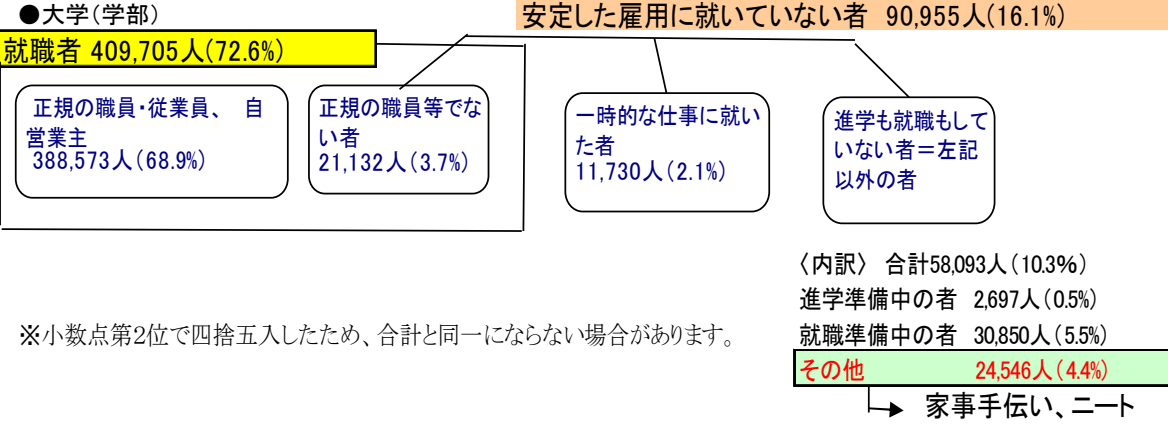 ●大学(学部)
安定した雇用に就いていない者 90,955人(16.1%)
就職者 409,705人(72.6%)
正規の職員・従業員、 自
営業主
388,573人(68.9%)
正規の職員等でな
い者
21,132人(3.7%)
一時的な仕事に就い
た者
11,730人(2.1%)
進学も就職もして
いない者=左記
以外の者
〈内訳〉 合計58,093人(10.3%)
進学準備中の者 2,697人(0.5%)
就職準備中の者 30,850人(5.5%)
その他 24,546人(4.4%)
家事手伝い、ニート
※小数点第2位で四捨五入したため、合計と同一にならない場合があります。